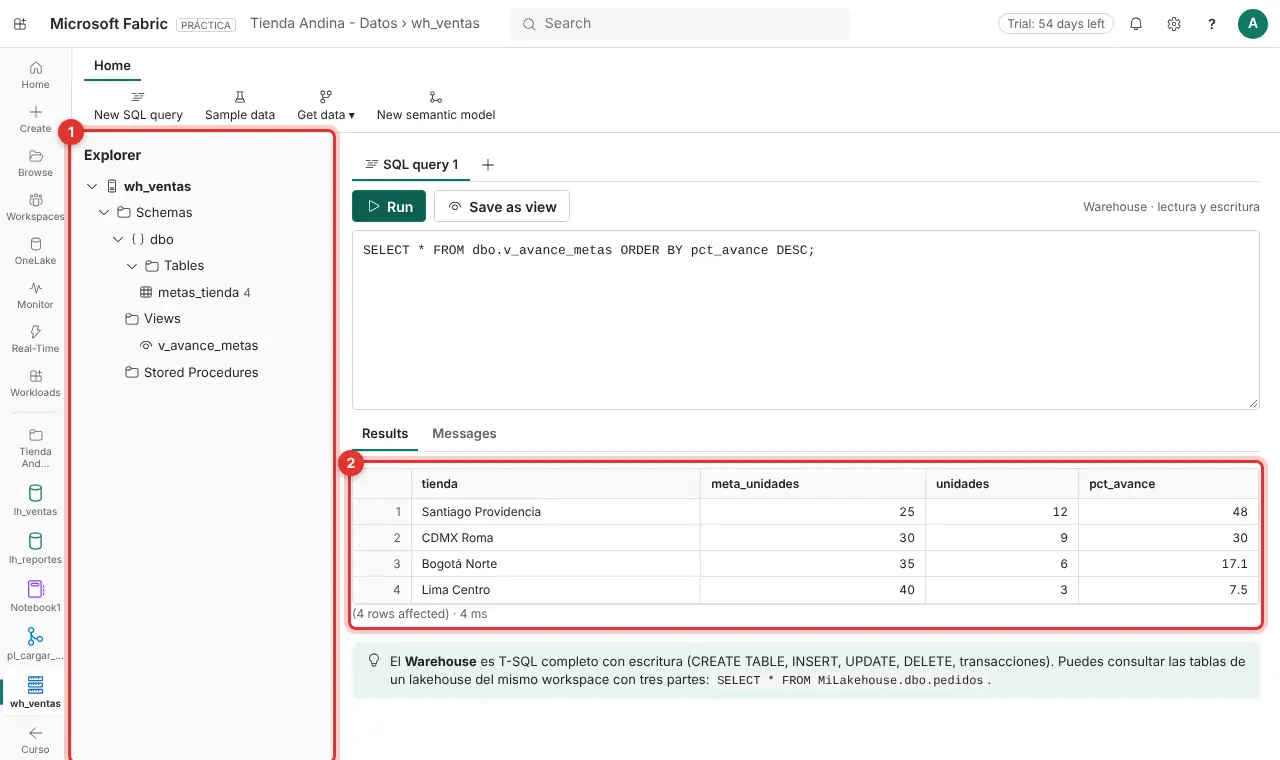 Microsoft Fabric PRÁCTICA Tienda Andina - Datos › wh_ventas Search Trial: 54 days left ? A
Home
Create
Browse
Workspaces
OneLake
Monitor
Real-Time
Workloads
Tienda
And...
lh_ventas
lh_reportes
Notebook1
pl_cargar_...
wh_ventas
Curso
Home
New SQL query Sample data Get data ▾ New semantic model
1
Explorer
wh_ventas
Schemas
dbo
Tables
metas_tienda 4
Views
v_avance_metas
Stored Procedures
SQL query 1 +
Run Save as view Warehouse · lectura y escritura
SELECT * FROM dbo.v_avance_metas ORDER BY pct_avance DESC;
Results Messages
2
tienda meta_unidades unidades pct_avance
1 Santiago Providencia 25 12 48
2 CDMX Roma 30 9 30
3 Bogotá Norte 35 6 17.1
4 Lima Centro 40 3 7.5
(4 rows affected) · 4 ms
El Warehouse es T-SQL completo con escritura (CREATE TABLE, INSERT, UPDATE, DELETE, transacciones). Puedes consultar las tablas de
un lakehouse del mismo workspace con tres partes: SELECT * FROM MiLakehouse.dbo.pedidos .